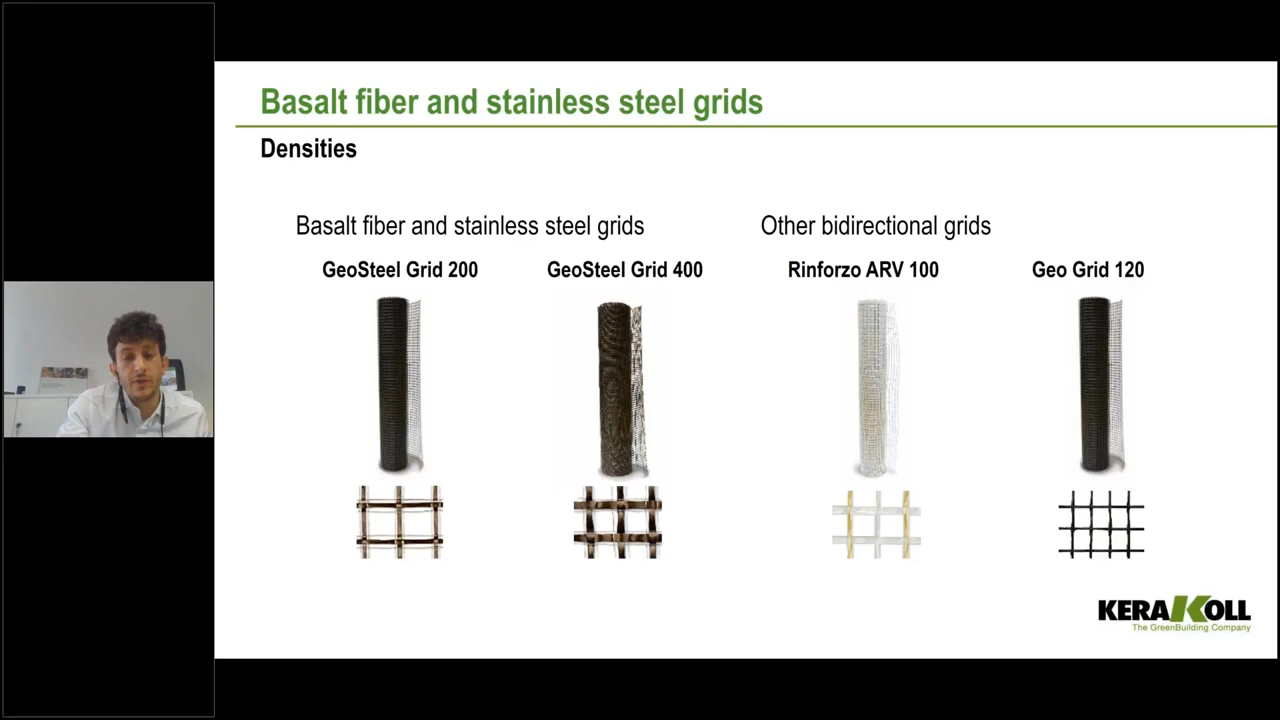 Basalt fiber and stainless steel grids
Densities
Basalt fiber and stainless steel grids
Other bidirectional grids
GeoSteel Grid 200
GeoSteel Grid 400
Rinforzo ARV 100
Geo Grid 120
KERAKOLL
The GreenBuilding Company